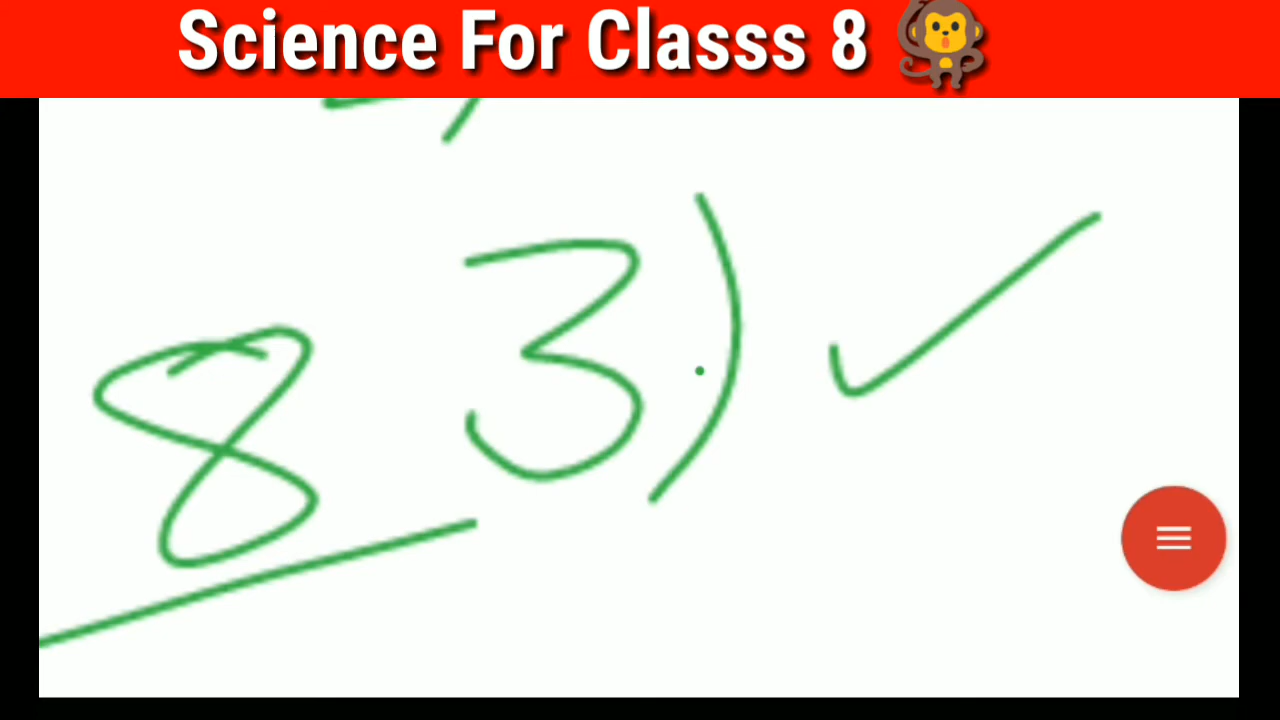 Science For Classs 8 🐒
8 3) ✓